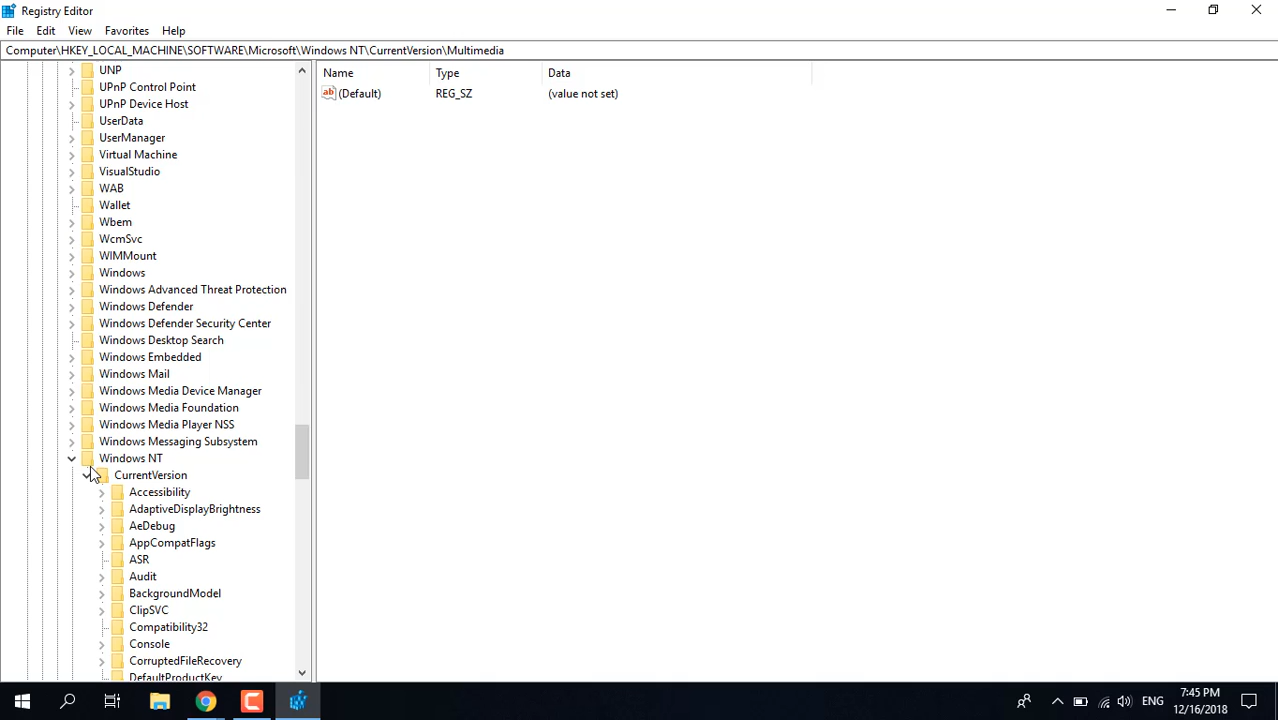 Registry Editor
File Edit View Favorites Help
Computer\HKEY_LOCAL_MACHINE\SOFTWARE\Microsoft\Windows NT\CurrentVersion\Multimedia
Name Type Data
ab (Default) REG_SZ (value not set)
UNP
UPnP Control Point
UPnP Device Host
UserData
UserManager
Virtual Machine
VisualStudio
WAB
Wallet
Wbem
WcmSvc
WIMMount
Windows
Windows Advanced Threat Protection
Windows Defender
Windows Defender Security Center
Windows Desktop Search
Windows Embedded
Windows Mail
Windows Media Device Manager
Windows Media Foundation
Windows Media Player NSS
Windows Messaging Subsystem
Windows NT
CurrentVersion
Accessibility
AdaptiveDisplayBrightness
AeDebug
AppCompatFlags
ASR
Audit
BackgroundModel
ClipSVC
Compatibility32
Console
CorruptedFileRecovery
DefaultProductKey
ENG
7:45 PM
12/16/2018